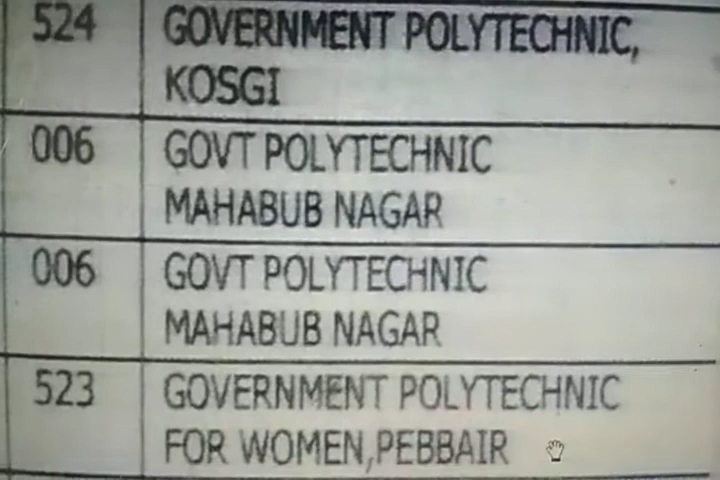 524 GOVERNMENT POLYTECHNIC,
KOSGI
006 GOVT POLYTECHNIC
MAHABUB NAGAR
006 GOVT POLYTECHNIC
MAHABUB NAGAR
523 GOVERNMENT POLYTECHNIC
FOR WOMEN,PEBBAIR